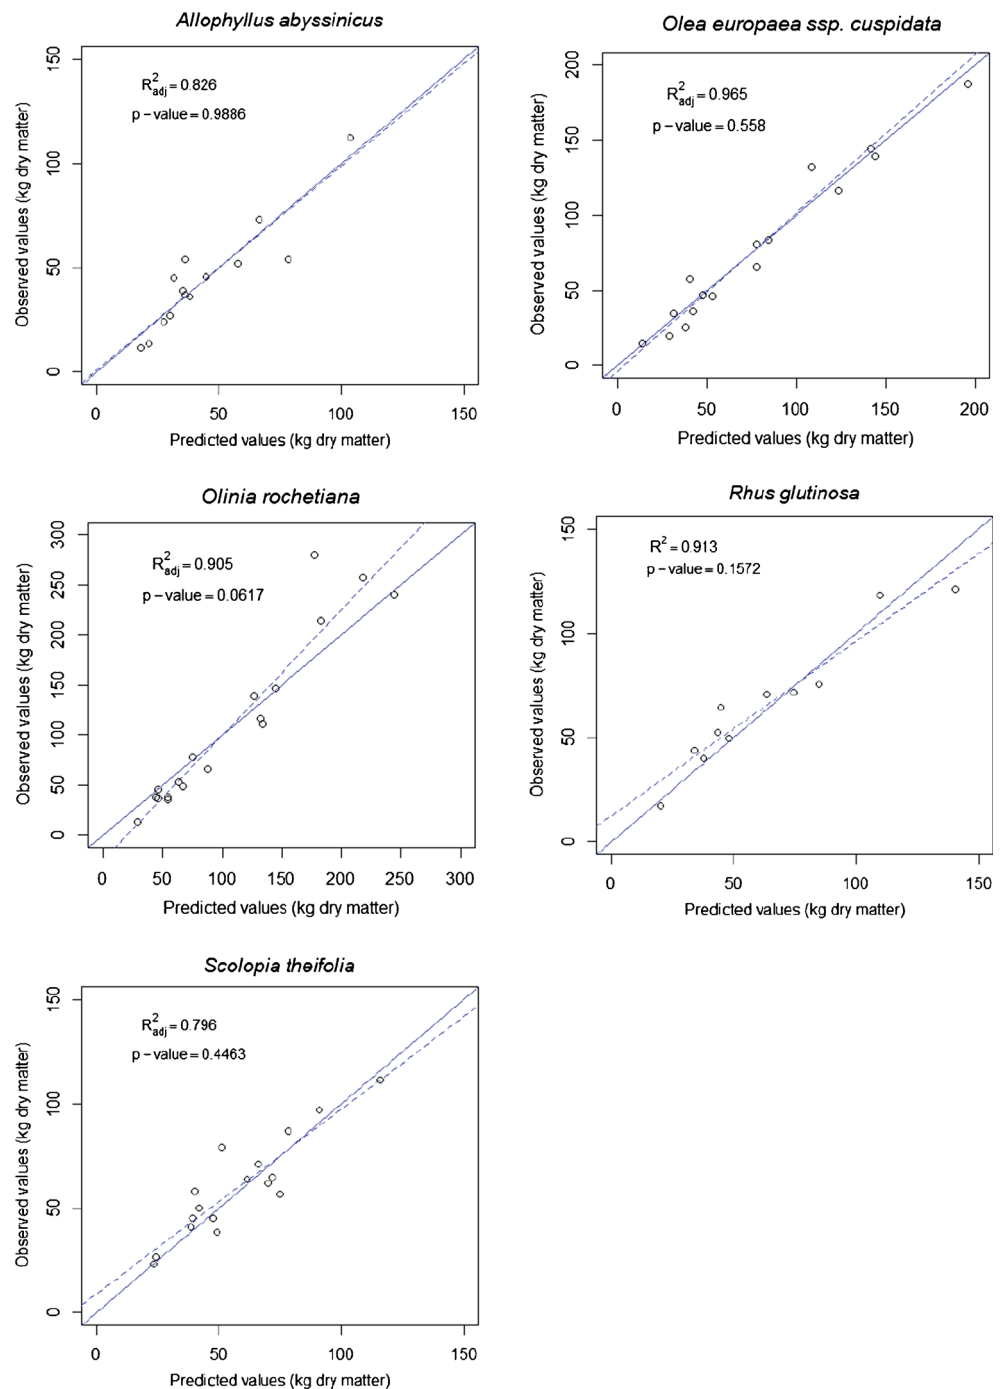 Allophyllus abyssinicus
R²adj = 0.826
p – value = 0.9886
Observed values (kg dry matter)
150
100
50
0
0 50 100 150
Predicted values (kg dry matter)
Olea europaea ssp. cuspidata
R²adj = 0.965
p – value = 0.558
Observed values (kg dry matter)
200
150
100
50
0
0 50 100 150 200
Predicted values (kg dry matter)
Olinia rochetiana
R²adj = 0.905
p – value = 0.0617
Observed values (kg dry matter)
300
250
200
150
100
50
0
0 50 100 150 200 250 300
Predicted values (kg dry matter)
Rhus glutinosa
R² = 0.913
p – value = 0.1572
Observed values (kg dry matter)
150
100
50
0
0 50 100 150
Predicted values (kg dry matter)
Scolopia theifolia
R²adj = 0.796
p – value = 0.4463
Observed values (kg dry matter)
150
100
50
0
0 50 100 150
Predicted values (kg dry matter)